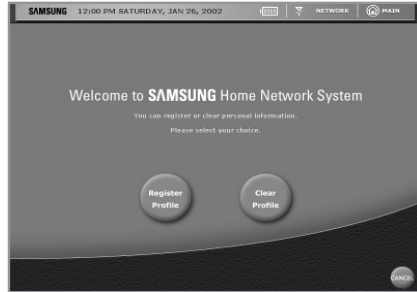 SAMSUNG 12:00 PM SATURDAY, JAN 26, 2002 NETWORK MAIN
Welcome to SAMSUNG Home Network System
You can register or clear personal information.
Please select your choice.
Register
Profile
Clear
Profile
CANCEL